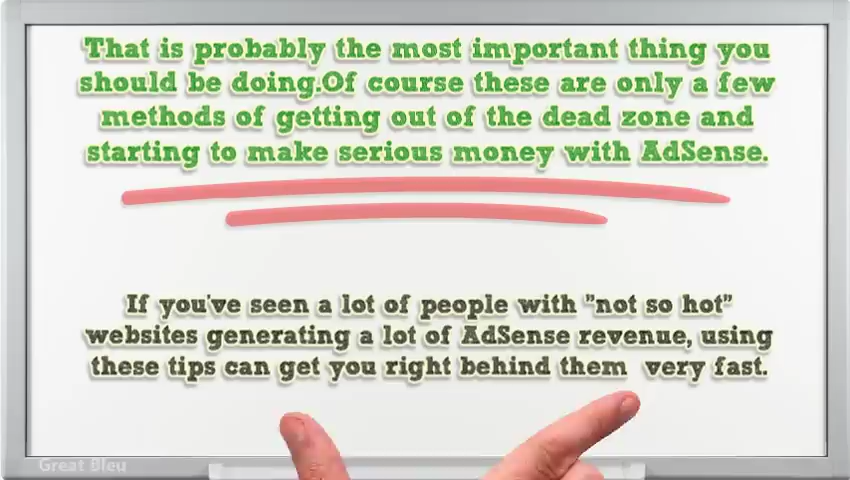 That is probably the most important thing you
should be doing.Of course these are only a few
methods of getting out of the dead zone and
starting to make serious money with AdSense.
If you've seen a lot of people with "not so hot"
websites generating a lot of AdSense revenue, using
these tips can get you right behind them very fast.
Great Bleu